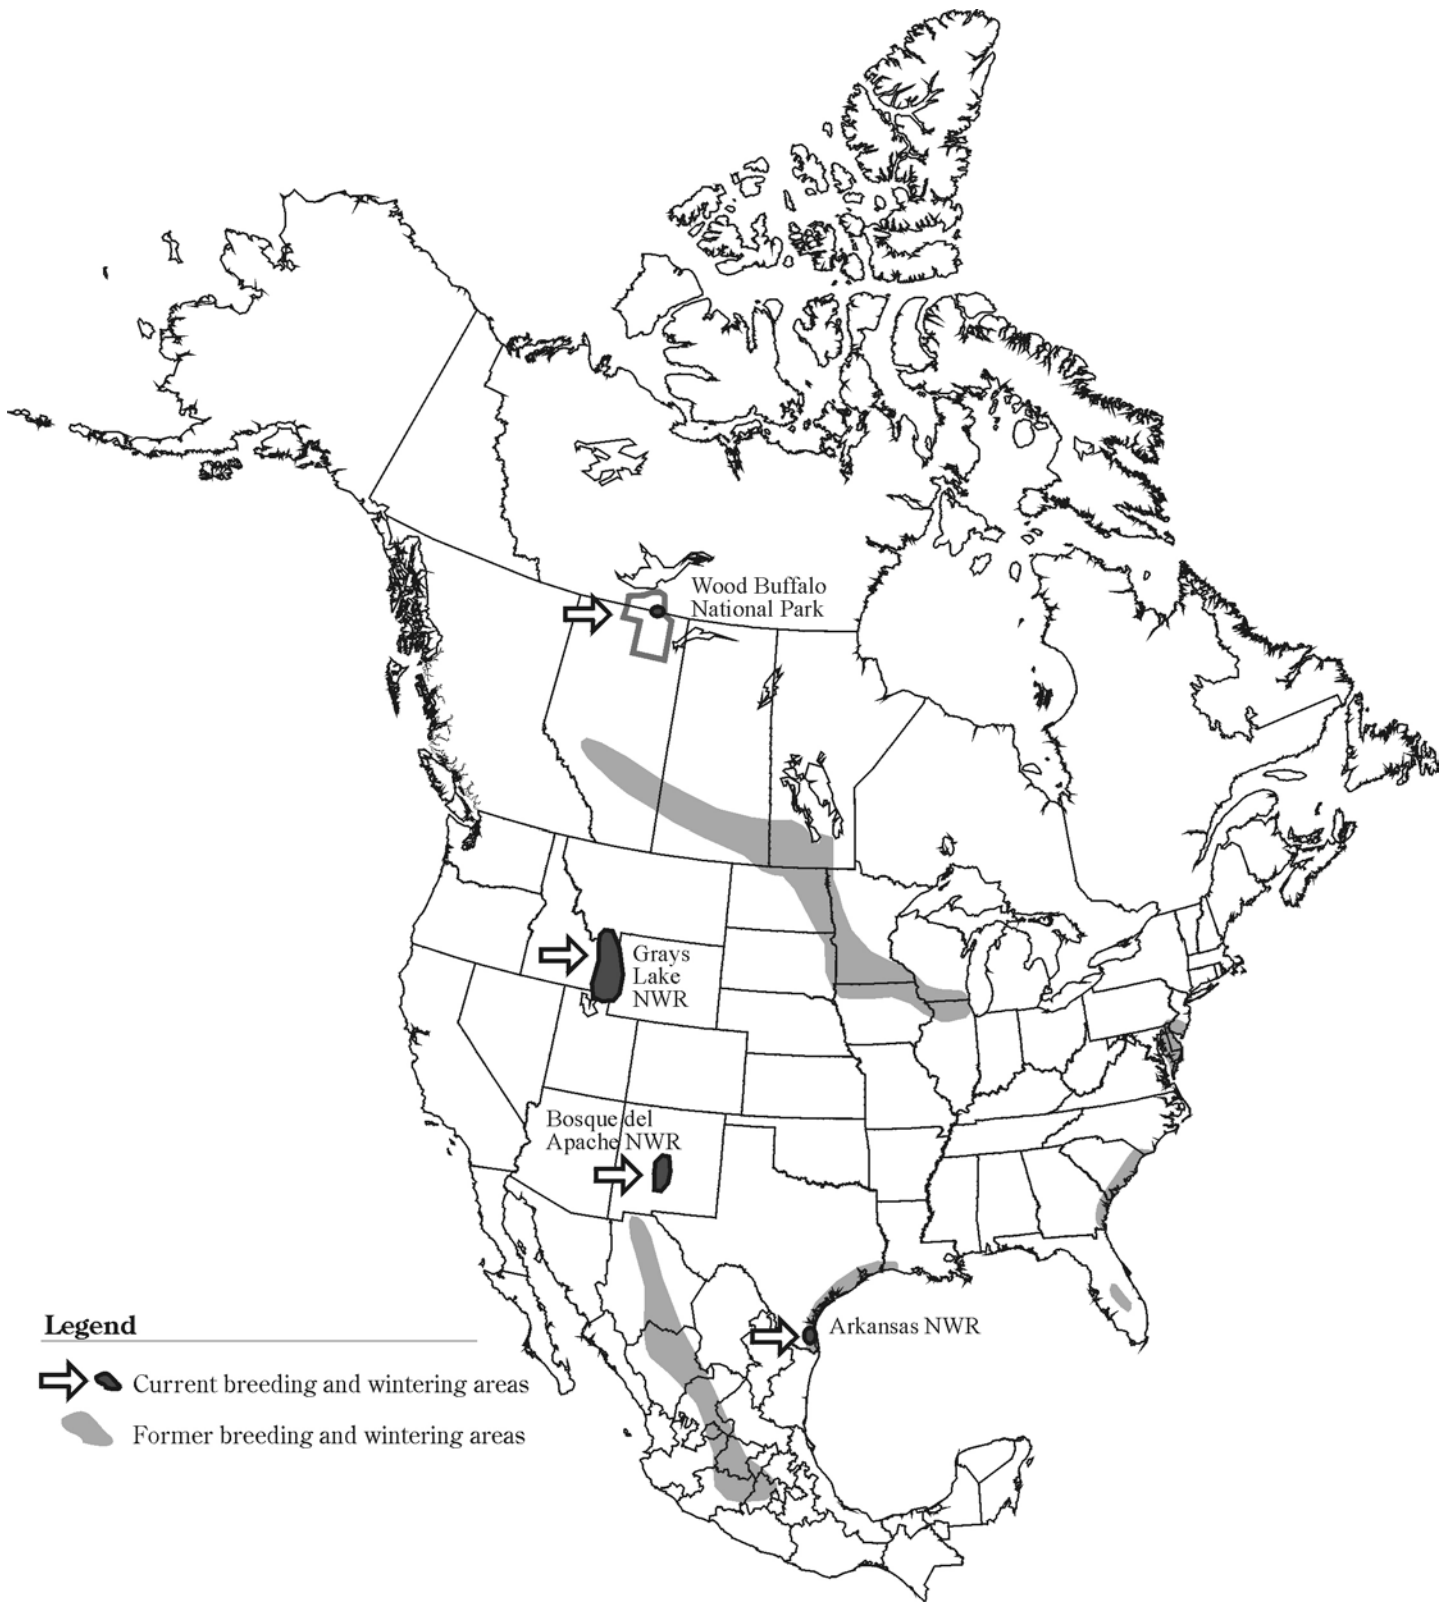 Wood Buffalo
National Park
Grays
Lake
NWR
Bosque del
Apache NWR
Arkansas NWR
Legend
Current breeding and wintering areas
Former breeding and wintering areas